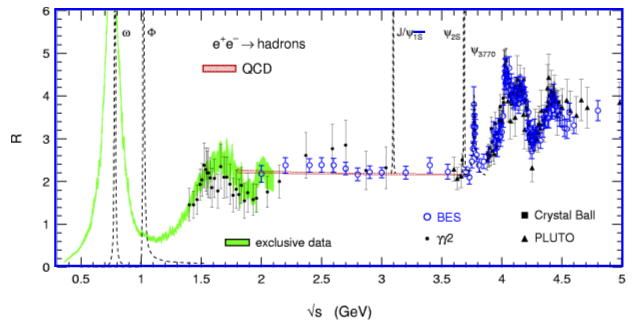 6
5
4
3
2
1
0
R
ω
Φ
e⁺e⁻ → hadrons
QCD
J/ψ1S
ψ2S
ψ3770
exclusive data
BES
γγ2
Crystal Ball
PLUTO
0.5 1 1.5 2 2.5 3 3.5 4 4.5 5
√s (GeV)